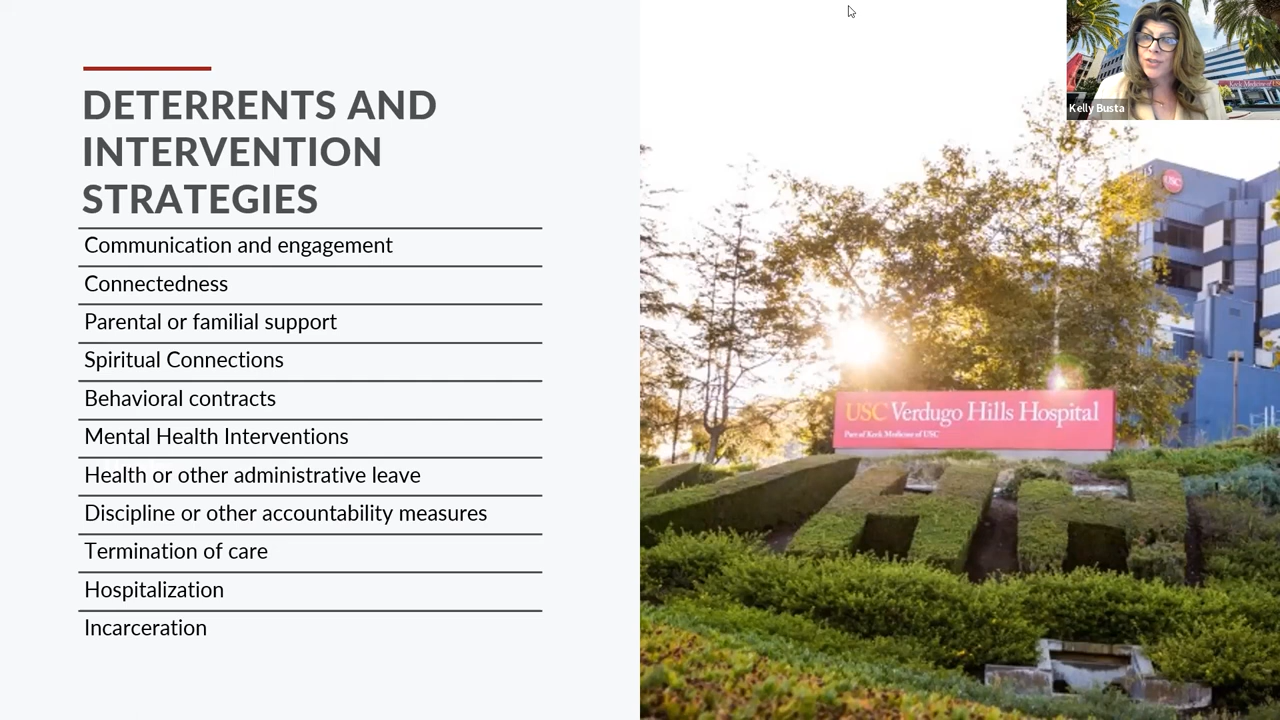 DETERRENTS AND
INTERVENTION
STRATEGIES
Communication and engagement
Connectedness
Parental or familial support
Spiritual Connections
Behavioral contracts
Mental Health Interventions
Health or other administrative leave
Discipline or other accountability measures
Termination of care
Hospitalization
Incarceration
Kelly Busta
USC
USC Verdugo Hills Hospital
Part of Keck Medicine of USC